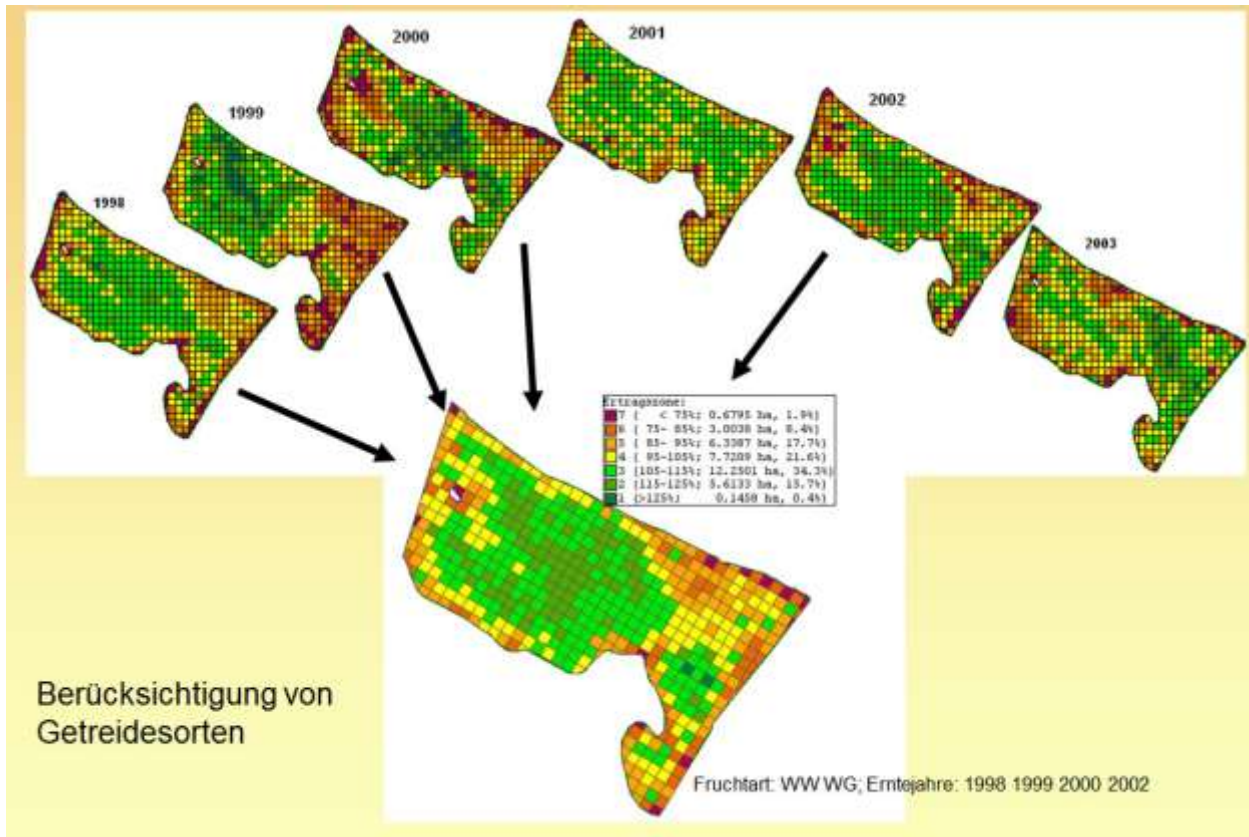 2000
2001
1999
2002
1998
2003
Ertragszone:
7 ( < 75%; 0.6795 ha, 1.9%)
6 ( 75- 85%; 3.0038 ha, 8.4%)
5 ( 85- 95%; 6.3387 ha, 17.7%)
4 ( 95-105%; 7.7209 ha, 21.6%)
3 (105-115%; 12.2501 ha, 34.3%)
2 (115-125%; 5.6133 ha, 15.7%)
1 (>125%; 0.1458 ha, 0.4%)
Berücksichtigung von
Getreidesorten
Fruchtart: WW WG; Erntejahre: 1998 1999 2000 2002